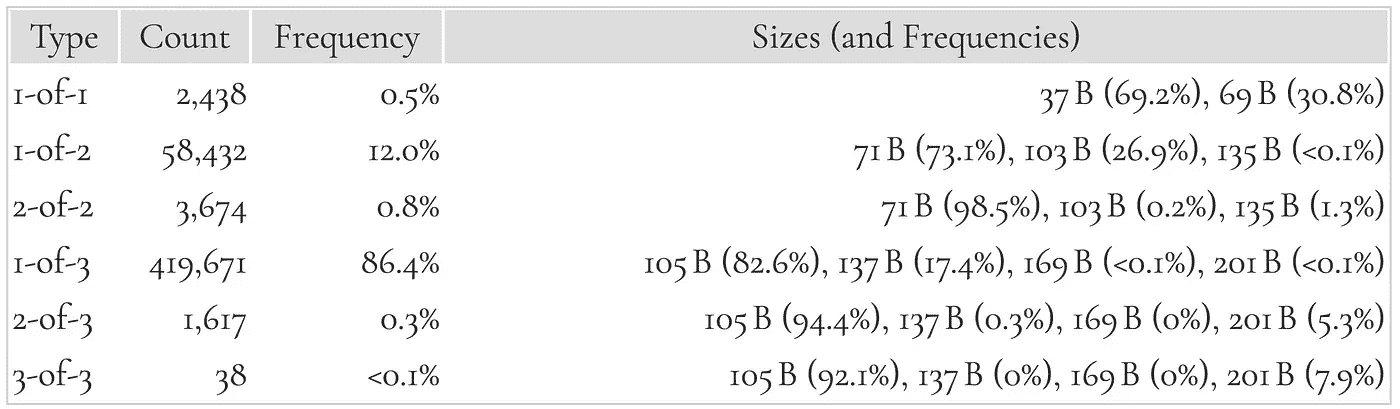 Type Count Frequency Sizes (and Frequencies)
1-of-1 2,438 0.5% 37 B (69.2%), 69 B (30.8%)
1-of-2 58,432 12.0% 71 B (73.1%), 103 B (26.9%), 135 B (<0.1%)
2-of-2 3,674 0.8% 71 B (98.5%), 103 B (0.2%), 135 B (1.3%)
1-of-3 419,671 86.4% 105 B (82.6%), 137 B (17.4%), 169 B (<0.1%), 201 B (<0.1%)
2-of-3 1,617 0.3% 105 B (94.4%), 137 B (0.3%), 169 B (0%), 201 B (5.3%)
3-of-3 38 <0.1% 105 B (92.1%), 137 B (0%), 169 B (0%), 201 B (7.9%)